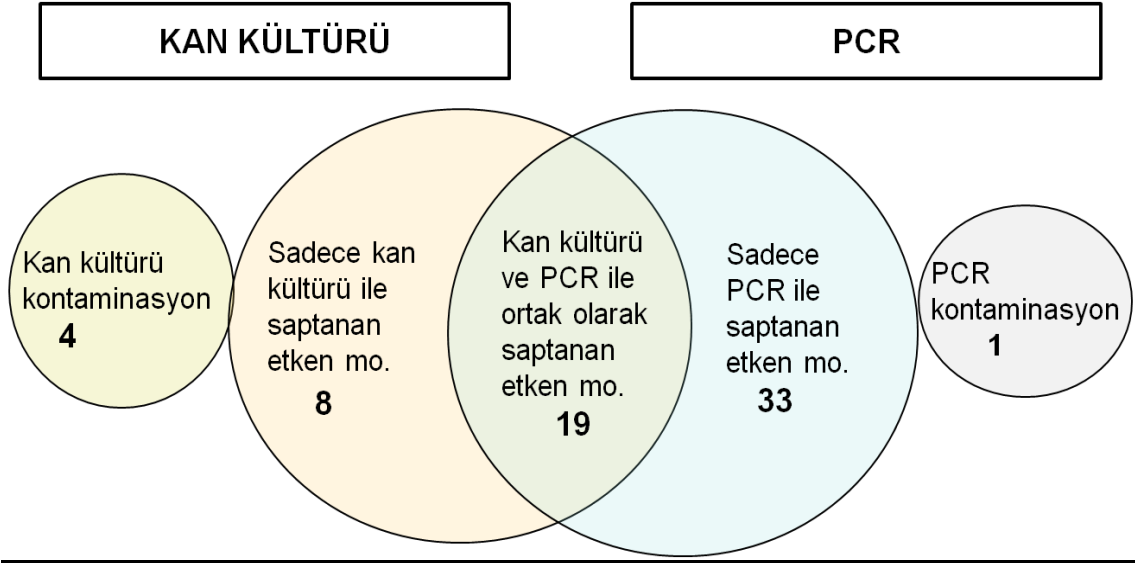 KAN KÜLTÜRÜ
PCR
Kan kültürü
kontaminasyon
4
Sadece kan
kültürü ile
saptanan
etken mo.
8
Kan kültürü
ve PCR ile
ortak olarak
saptanan
etken mo.
19
Sadece
PCR ile
saptanan
etken mo.
33
PCR
kontaminasyon
1